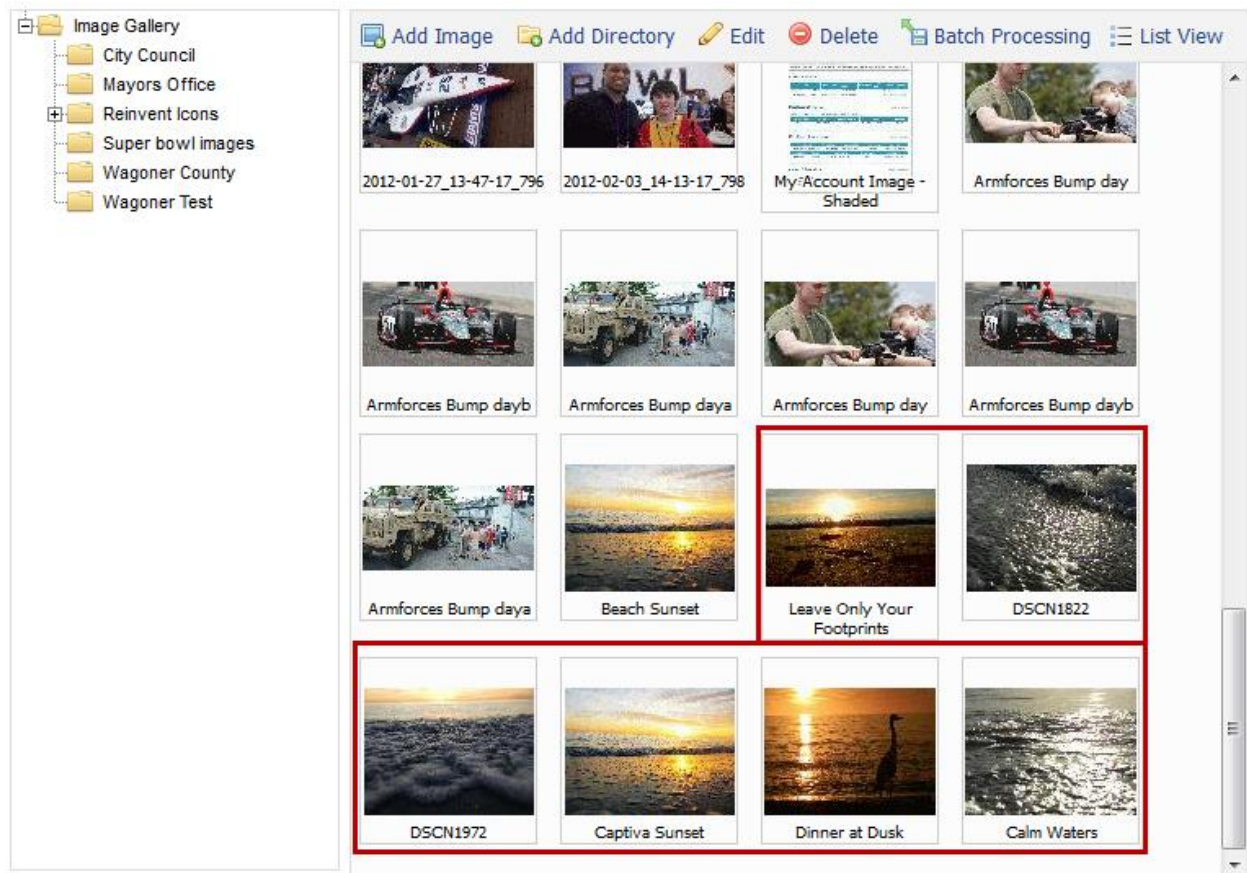 Image Gallery
City Council
Mayors Office
Reinvent Icons
Super bowl images
Wagoner County
Wagoner Test
Add Image Add Directory Edit Delete Batch Processing List View
BOWL
2012-01-27_13-47-17_796 2012-02-03_14-13-17_798 My Account Image - Armforces Bump day
Shaded
Armforces Bump dayb Armforces Bump daya Armforces Bump day Armforces Bump dayb
Armforces Bump daya Beach Sunset Leave Only Your DSCN1822
Footprints
DSCN1972 Captiva Sunset Dinner at Dusk Calm Waters